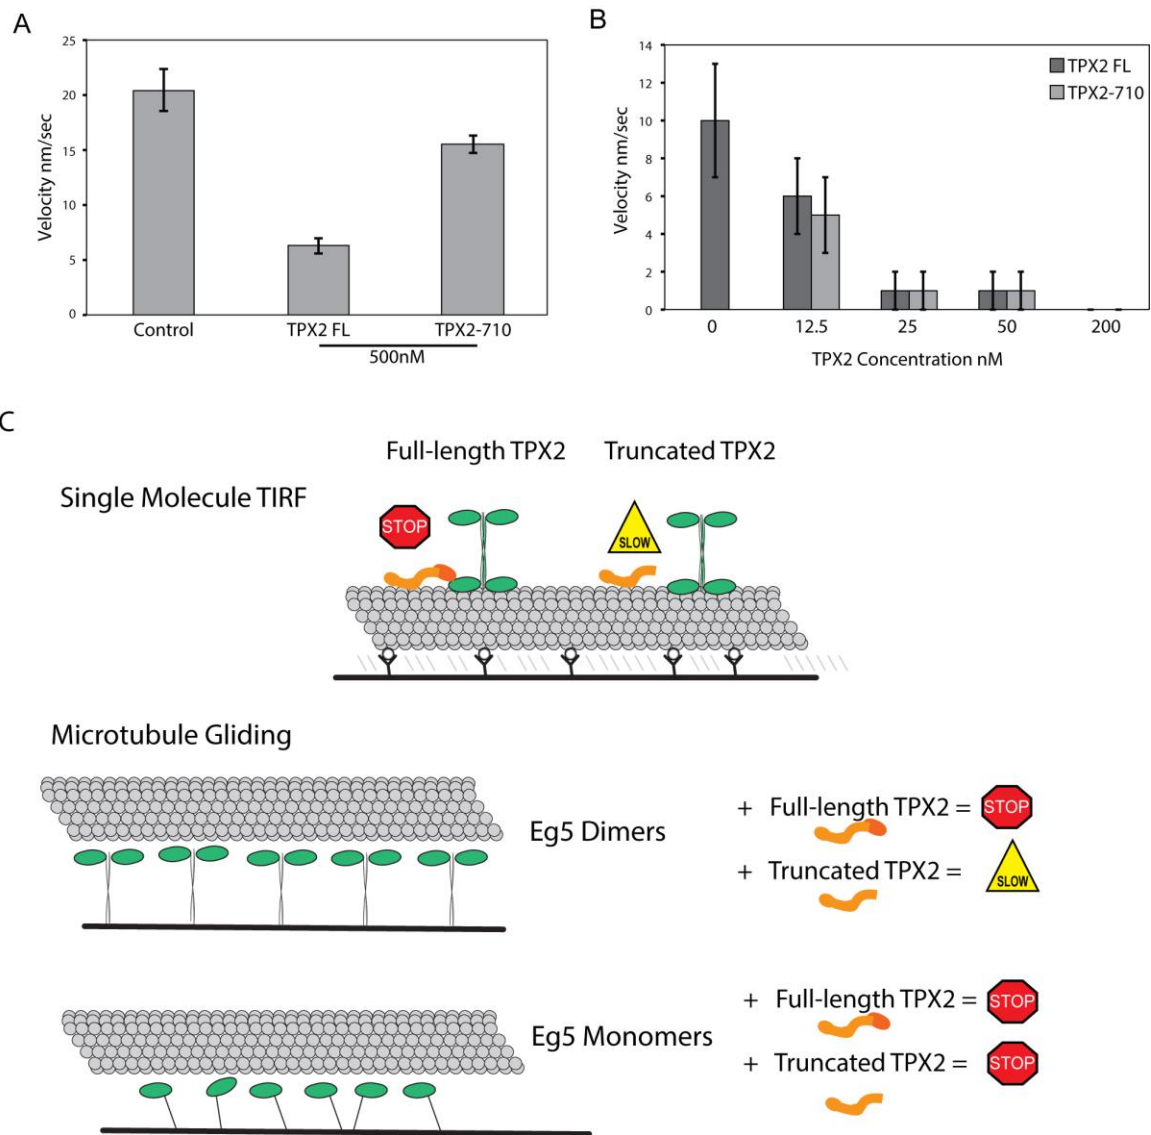 A
Velocity nm/sec
25
20
15
10
5
0
Control
TPX2 FL
TPX2-710
500nM
B
Velocity nm/sec
14
12
10
8
6
4
2
0
TPX2 FL
TPX2-710
0
12.5
25
50
200
TPX2 Concentration nM
C
Full-length TPX2
Truncated TPX2
Single Molecule TIRF
STOP
SLOW
Microtubule Gliding
Eg5 Dimers
+ Full-length TPX2 = STOP
+ Truncated TPX2 = SLOW
Eg5 Monomers
+ Full-length TPX2 = STOP
+ Truncated TPX2 = STOP